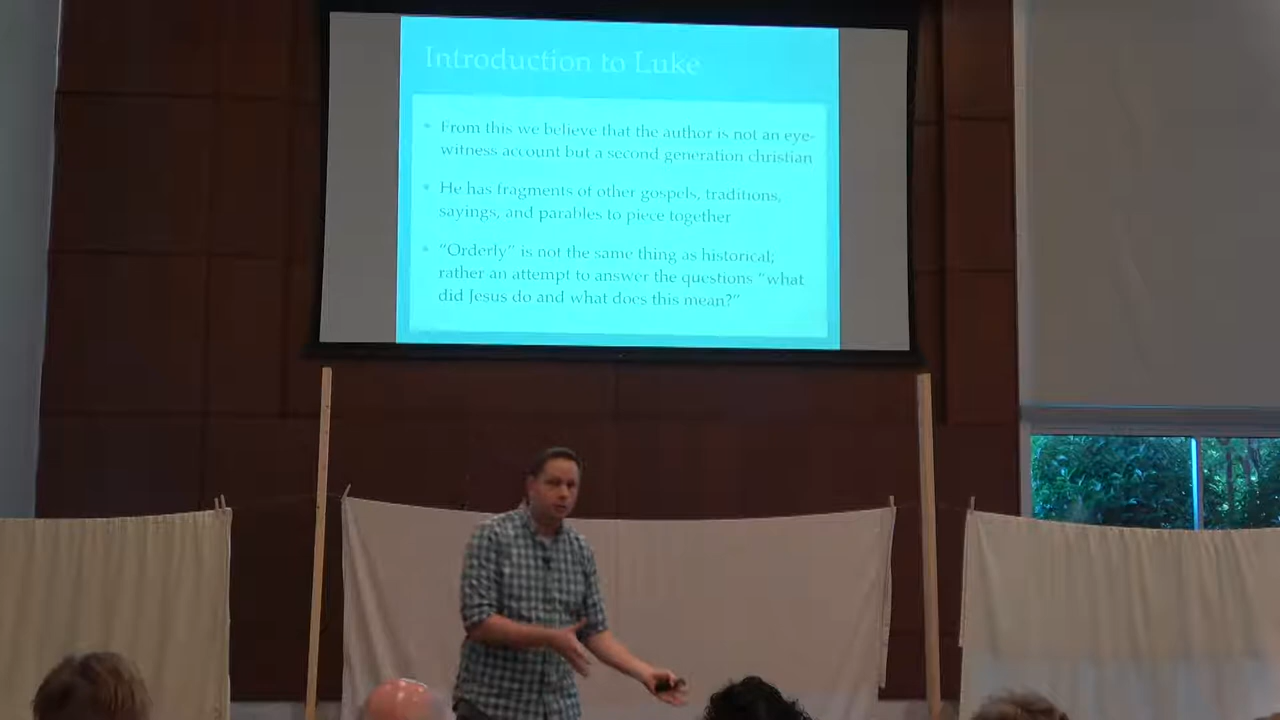 Introduction to Luke
From this we believe that the author is not an eye-
witness account but a second generation christian
He has fragments of other gospels, traditions,
sayings, and parables to piece together
“Orderly” is not the same thing as historical;
rather an attempt to answer the questions “what
did Jesus do and what does this mean?”